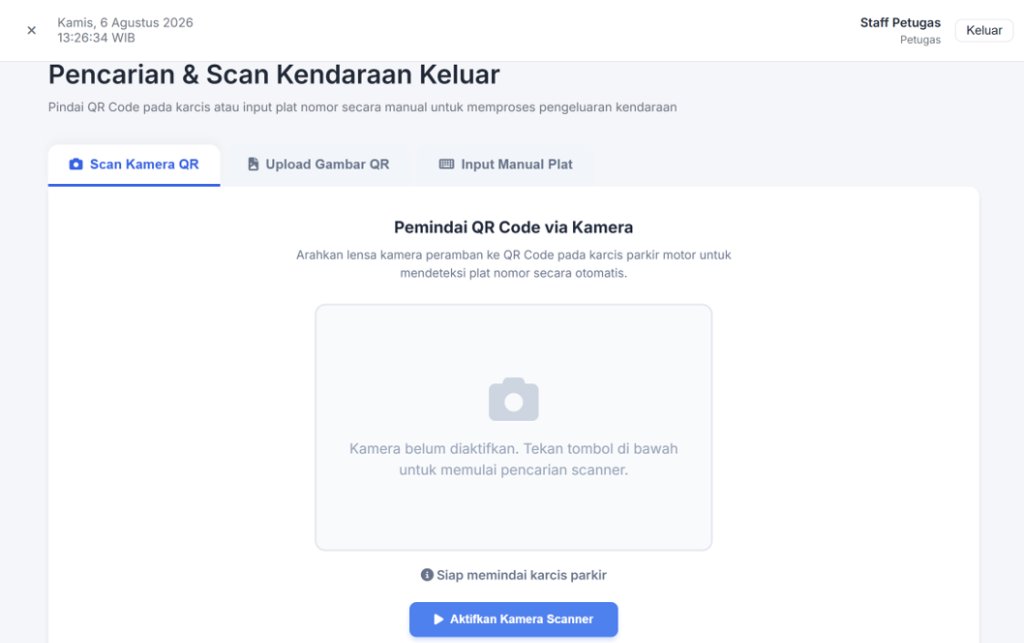 Kamis, 6 Agustus 2026
13:26:34 WIB
Staff Petugas
Petugas
Keluar
Pencarian & Scan Kendaraan Keluar
Pindai QR Code pada karcis atau input plat nomor secara manual untuk memproses pengeluaran kendaraan
Scan Kamera QR
Upload Gambar QR
Input Manual Plat
Pemindai QR Code via Kamera
Arahkan lensa kamera peramban ke QR Code pada karcis parkir motor untuk
mendeteksi plat nomor secara otomatis.
Kamera belum diaktifkan. Tekan tombol di bawah
untuk memulai pencarian scanner.
Siap memindai karcis parkir
Aktifkan Kamera Scanner